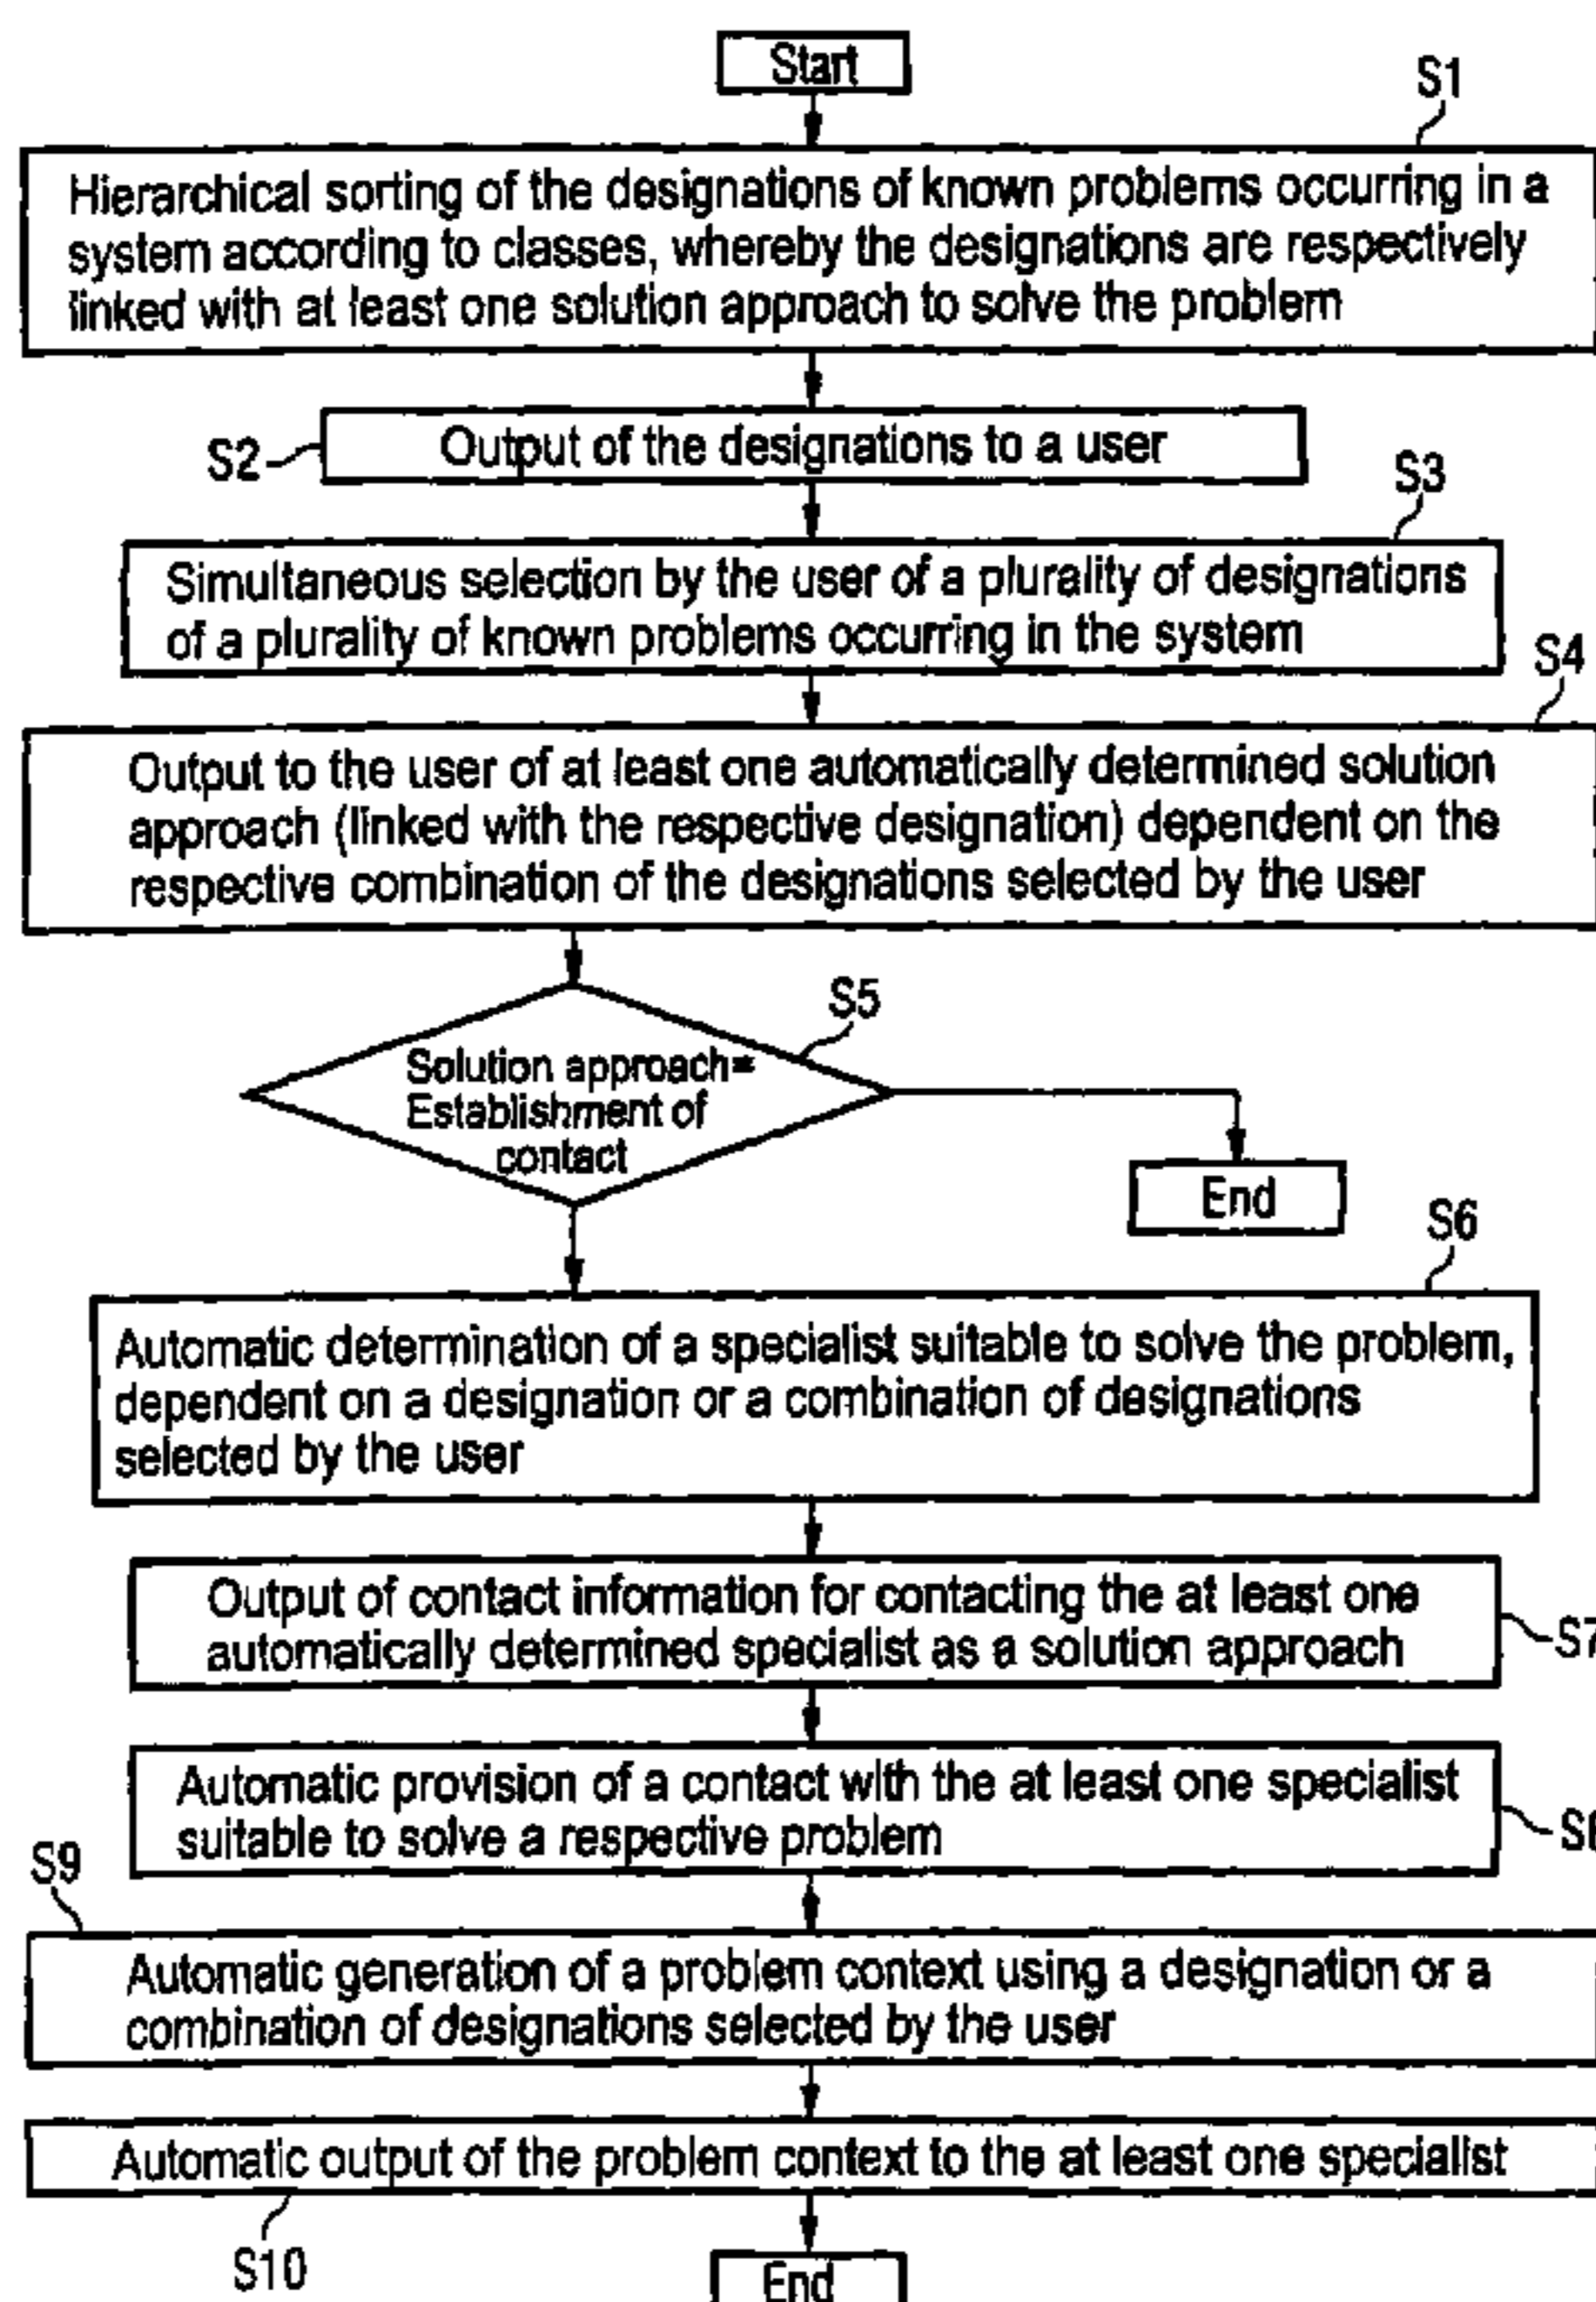 Start
S1
Hierarchical sorting of the designations of known problems occurring in a
system according to classes, whereby the designations are respectively
linked with at least one solution approach to solve the problem
S2
Output of the designations to a user
S3
Simultaneous selection by the user of a plurality of designations
of a plurality of known problems occurring in the system
S4
Output to the user of at least one automatically determined solution
approach (linked with the respective designation) dependent on the
respective combination of the designations selected by the user
S5
Solution approach=
Establishment of
contact
End
S6
Automatic determination of a specialist suitable to solve the problem,
dependent on a designation or a combination of designations
selected by the user
Output of contact information for contacting the at least one
automatically determined specialist as a solution approach
S7
Automatic provision of a contact with the at least one specialist
suitable to solve a respective problem
S8
S9
Automatic generation of a problem context using a designation or a
combination of designations selected by the user
Automatic output of the problem context to the at least one specialist
S10
End